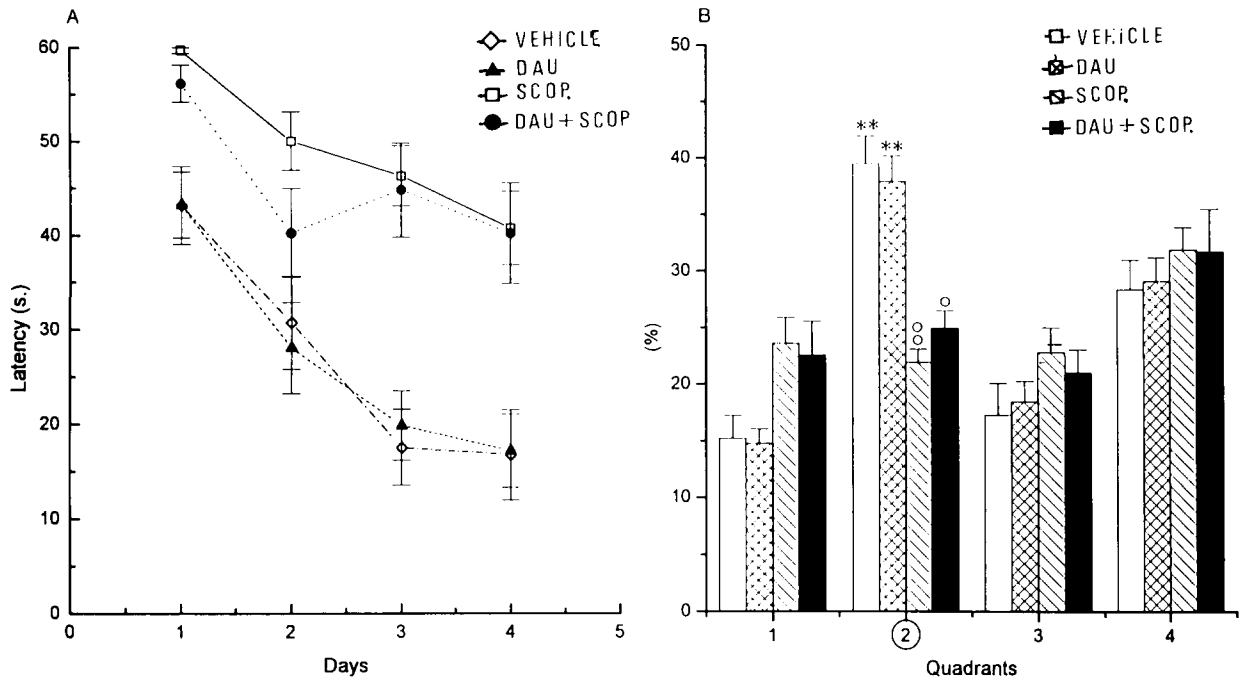 A
VEHICLE
DAU
SCOP.
DAU + SCOP
60
50
40
30
20
10
0
Latency (s.)
0 1 2 3 4 5
Days
B
VEHICLE
DAU
SCOP.
DAU + SCOP.
50
40
30
20
10
0
(%)
** **
○○ ○
1 2 3 4
Quadrants